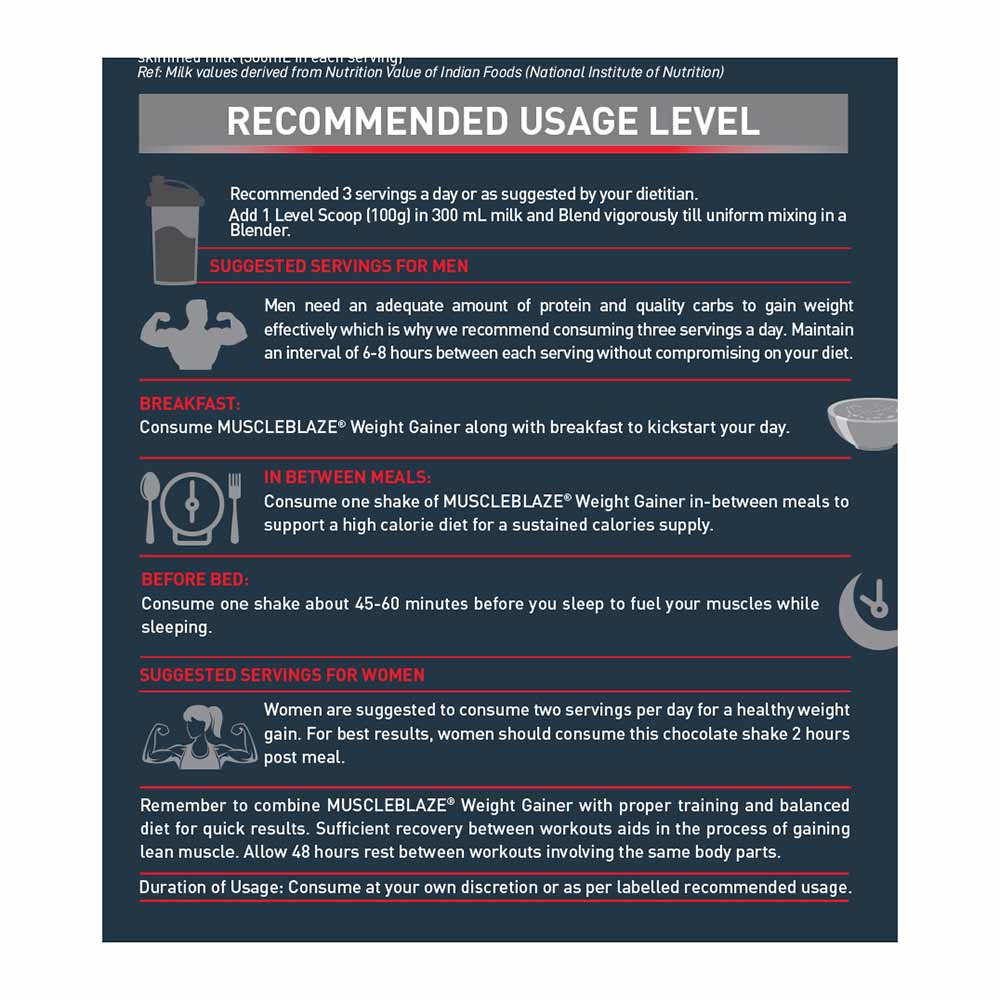 skimmed milk (300mL in each serving)
Ref: Milk values derived from Nutrition Value of Indian Foods (National Institute of Nutrition)
RECOMMENDED USAGE LEVEL
Recommended 3 servings a day or as suggested by your dietitian.
Add 1 Level Scoop (100g) in 300 mL milk and Blend vigorously till uniform mixing in a
Blender.
SUGGESTED SERVINGS FOR MEN
Men need an adequate amount of protein and quality carbs to gain weight
effectively which is why we recommend consuming three servings a day. Maintain
an interval of 6-8 hours between each serving without compromising on your diet.
BREAKFAST:
Consume MUSCLEBLAZE® Weight Gainer along with breakfast to kickstart your day.
IN BETWEEN MEALS:
Consume one shake of MUSCLEBLAZE® Weight Gainer in-between meals to
support a high calorie diet for a sustained calories supply.
BEFORE BED:
Consume one shake about 45-60 minutes before you sleep to fuel your muscles while
sleeping.
SUGGESTED SERVINGS FOR WOMEN
Women are suggested to consume two servings per day for a healthy weight
gain. For best results, women should consume this chocolate shake 2 hours
post meal.
Remember to combine MUSCLEBLAZE® Weight Gainer with proper training and balanced
diet for quick results. Sufficient recovery between workouts aids in the process of gaining
lean muscle. Allow 48 hours rest between workouts involving the same body parts.
Duration of Usage: Consume at your own discretion or as per labelled recommended usage.